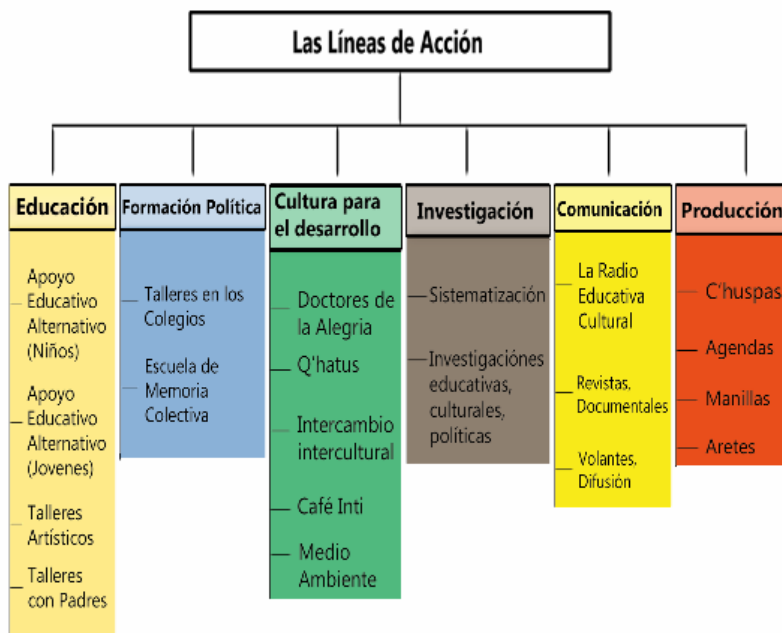 Las Líneas de Acción
Educación
Apoyo
Educativo
Alternativo
(Niños)
Apoyo
Educativo
Alternativo
(Jovenes)
Talleres
Artísticos
Talleres
con Padres
Formación Política
Talleres en los
Colegios
Escuela de
Memoria
Colectiva
Cultura para
el desarrollo
Doctores de
la Alegria
Q'hatus
Intercambio
intercultural
Café Inti
Medio
Ambiente
Investigación
Sistematización
Investigaciónes
educativas,
culturales,
políticas
Comunicación
La Radio
Educativa
Cultural
Revistas,
Documentales
Volantes,
Difusión
Producción
C'huspas
Agendas
Manillas
Aretes